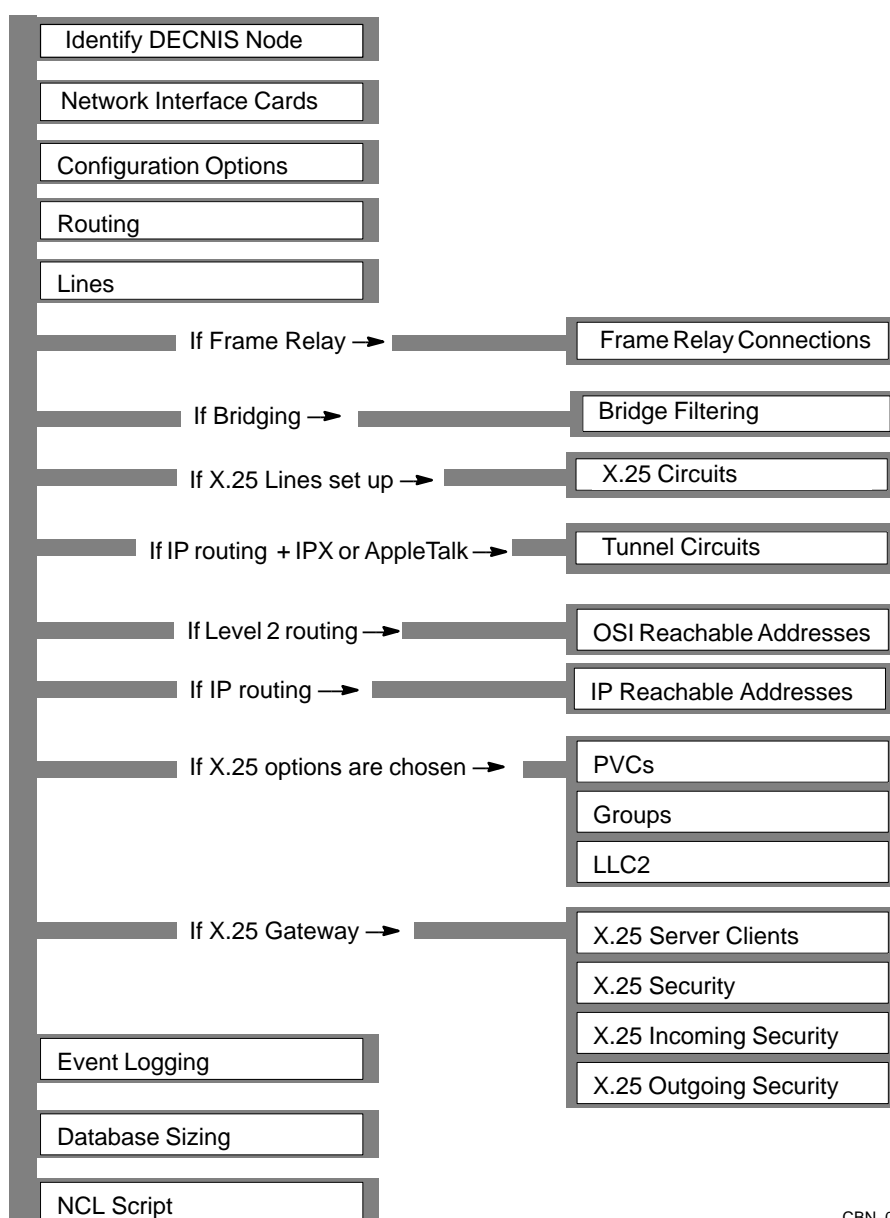 Identify DECNIS Node
Network Interface Cards
Configuration Options
Routing
Lines
If Frame Relay → Frame Relay Connections
If Bridging → Bridge Filtering
If X.25 Lines set up → X.25 Circuits
If IP routing + IPX or AppleTalk → Tunnel Circuits
If Level 2 routing → OSI Reachable Addresses
If IP routing → IP Reachable Addresses
If X.25 options are chosen → PVCs
Groups
LLC2
If X.25 Gateway → X.25 Server Clients
X.25 Security
X.25 Incoming Security
X.25 Outgoing Security
Event Logging
Database Sizing
NCL Script